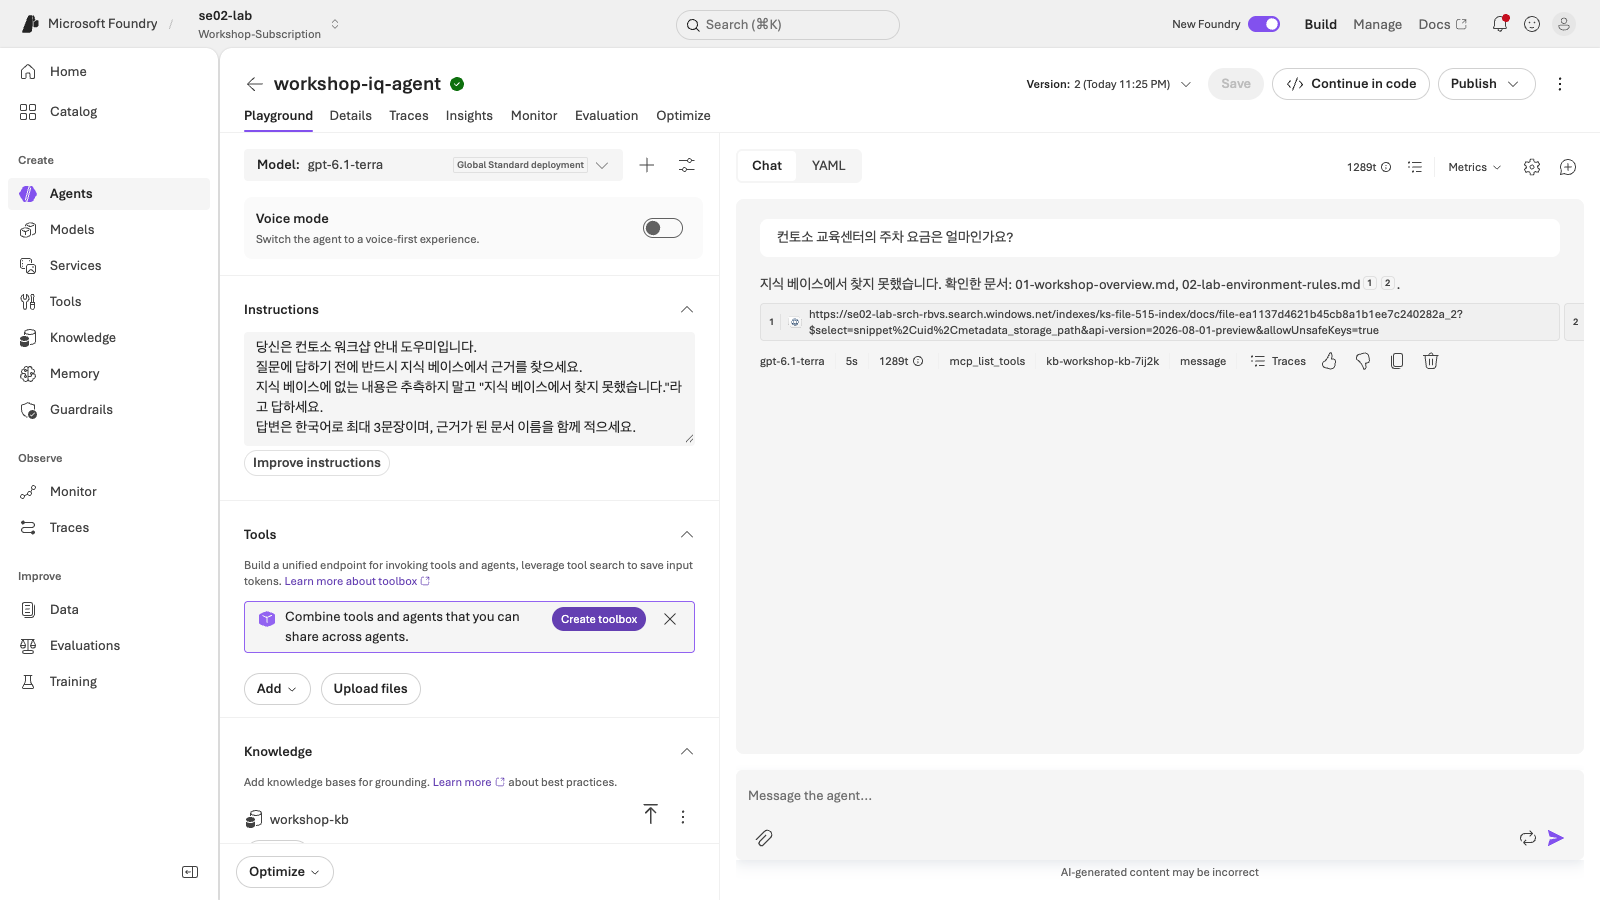 Microsoft Foundry
/
se02-lab
Workshop-Subscription
Search (⌘K)
New Foundry
Build
Manage
Docs
Home
Catalog
Create
Agents
Models
Services
Tools
Knowledge
Memory
Guardrails
Observe
Monitor
Traces
Improve
Data
Evaluations
Training
workshop-iq-agent
Version: 2 (Today 11:25 PM)
Save
Continue in code
Publish
Playground
Details
Traces
Insights
Monitor
Evaluation
Optimize
Model: gpt-6.1-terra
Global Standard deployment
Voice mode
Switch the agent to a voice-first experience.
Instructions
당신은 컨토소 워크샵 안내 도우미입니다.
질문에 답하기 전에 반드시 지식 베이스에서 근거를 찾으세요.
지식 베이스에 없는 내용은 추측하지 말고 "지식 베이스에서 찾지 못했습니다."라
고 답하세요.
답변은 한국어로 최대 3문장이며, 근거가 된 문서 이름을 함께 적으세요.
Improve instructions
Tools
Build a unified endpoint for invoking tools and agents, leverage tool search to save input
tokens. Learn more about toolbox
Combine tools and agents that you can
share across agents.
Create toolbox
Add
Upload files
Knowledge
Add knowledge bases for grounding. Learn more about best practices.
workshop-kb
Optimize
Chat
YAML
1289t
Metrics
컨토소 교육센터의 주차 요금은 얼마인가요?
지식 베이스에서 찾지 못했습니다. 확인한 문서: 01-workshop-overview.md, 02-lab-environment-rules.md 1 2 .
1
https://se02-lab-srch-rbvs.search.windows.net/indexes/ks-file-515-index/docs/file-ea1137d4621b45cb8a1b1ee7c240282a_2?
$select=snippet%2Cuid%2Cmetadata_storage_path&api-version=2026-08-01-preview&allowUnsafeKeys=true
2
gpt-6.1-terra
5s
1289t
mcp_list_tools
kb-workshop-kb-7ij2k
message
Traces
Message the agent...
AI-generated content may be incorrect